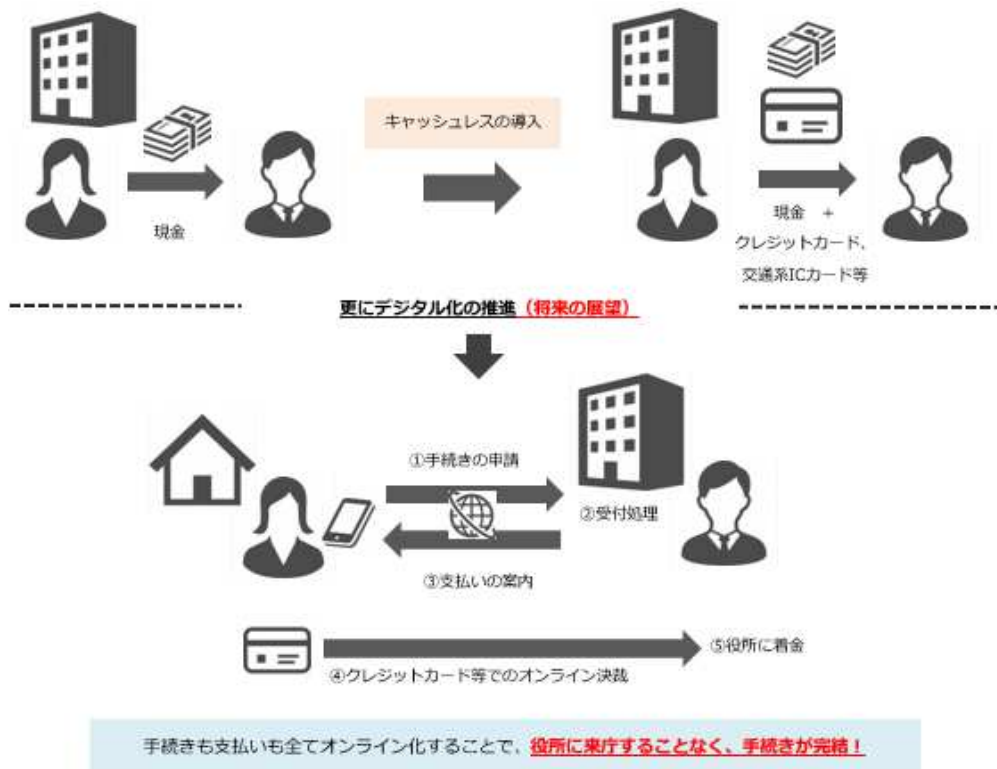 キャッシュレスの導入
現金
現金 +
クレジットカード、
交通系ICカード等
更にデジタル化の推進(将来の展望)
①手続きの申請
②受付処理
③支払いの案内
⑤役所に着金
④クレジットカード等でのオンライン決裁
手続きも支払いも全てオンライン化することで、役所に来庁することなく、手続きが完結!